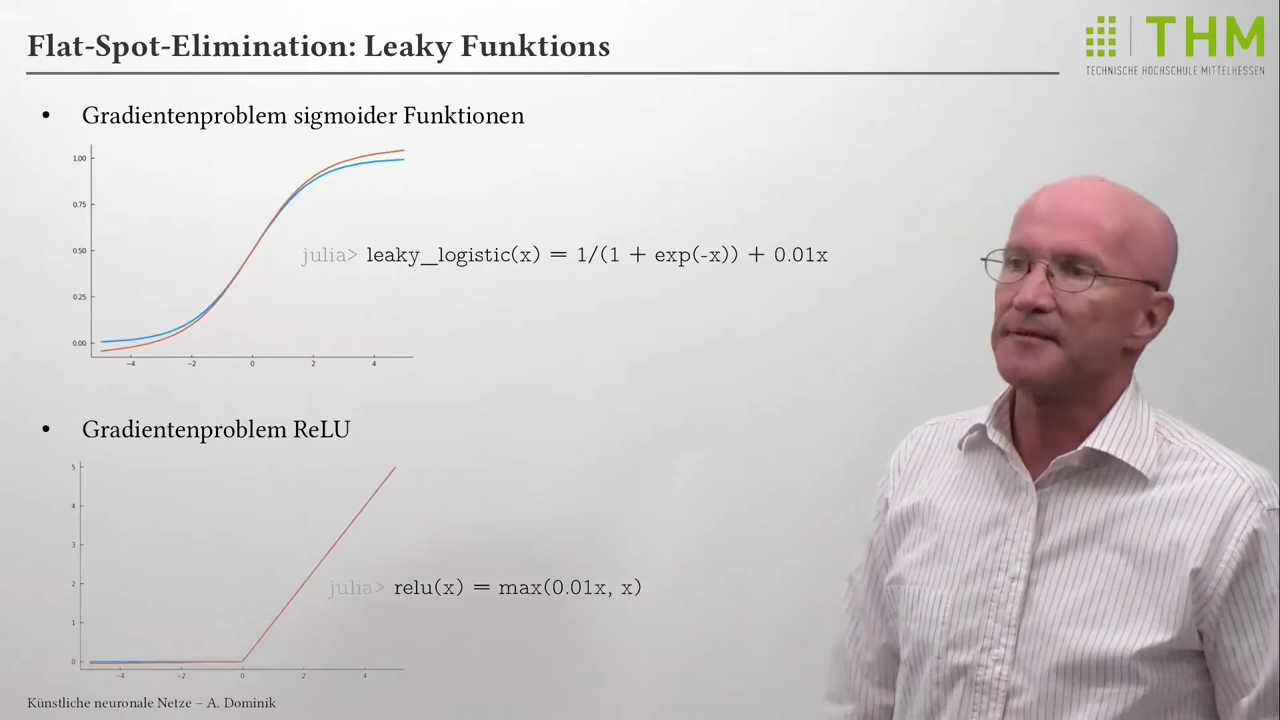 Flat-Spot-Elimination: Leaky Funktions
THM
TECHNISCHE HOCHSCHULE MITTELHESSEN
• Gradientenproblem sigmoider Funktionen
1.00
0.75
0.50
0.25
0.00
−4 −2 0 2 4
julia> leaky_logistic(x) = 1/(1 + exp(-x)) + 0.01x
• Gradientenproblem ReLU
5
4
3
2
1
0
−4 −2 0 2 4
julia> relu(x) = max(0.01x, x)
Künstliche neuronale Netze – A. Dominik